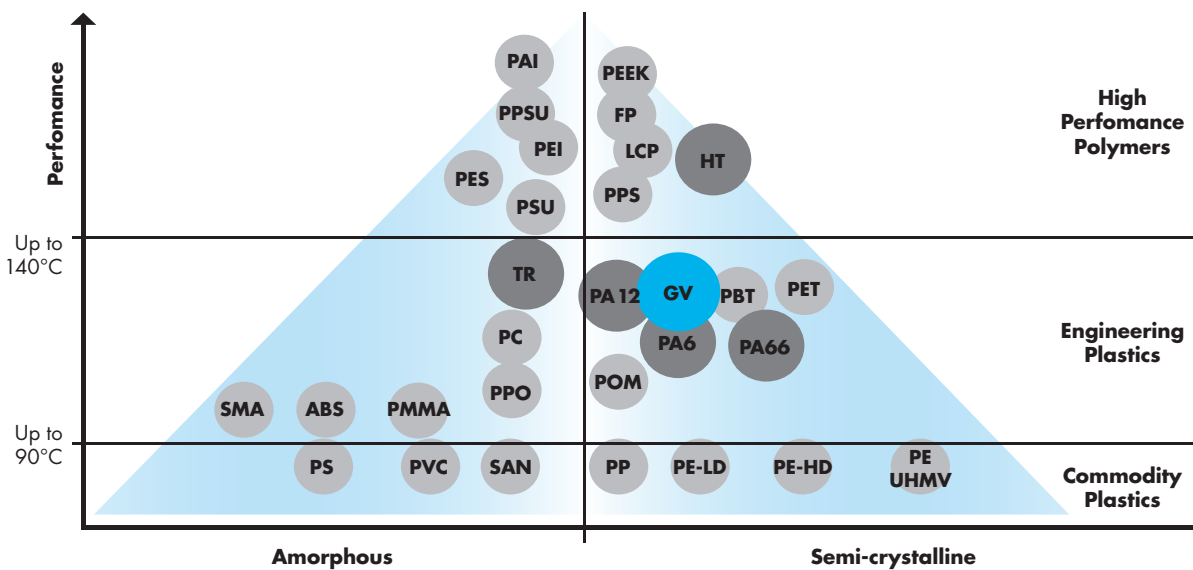 Perfomance
PAI
PEEK
PPSU
FP
PEI
LCP
HT
PES
PPS
PSU
High
Perfomance
Polymers
Up to
140°C
TR
PA 12
GV
PBT
PET
PC
PA6
PA66
PPO
POM
Engineering
Plastics
SMA
ABS
PMMA
Up to
90°C
PS
PVC
SAN
PP
PE-LD
PE-HD
PE
UHMV
Commodity
Plastics
Amorphous
Semi-crystalline